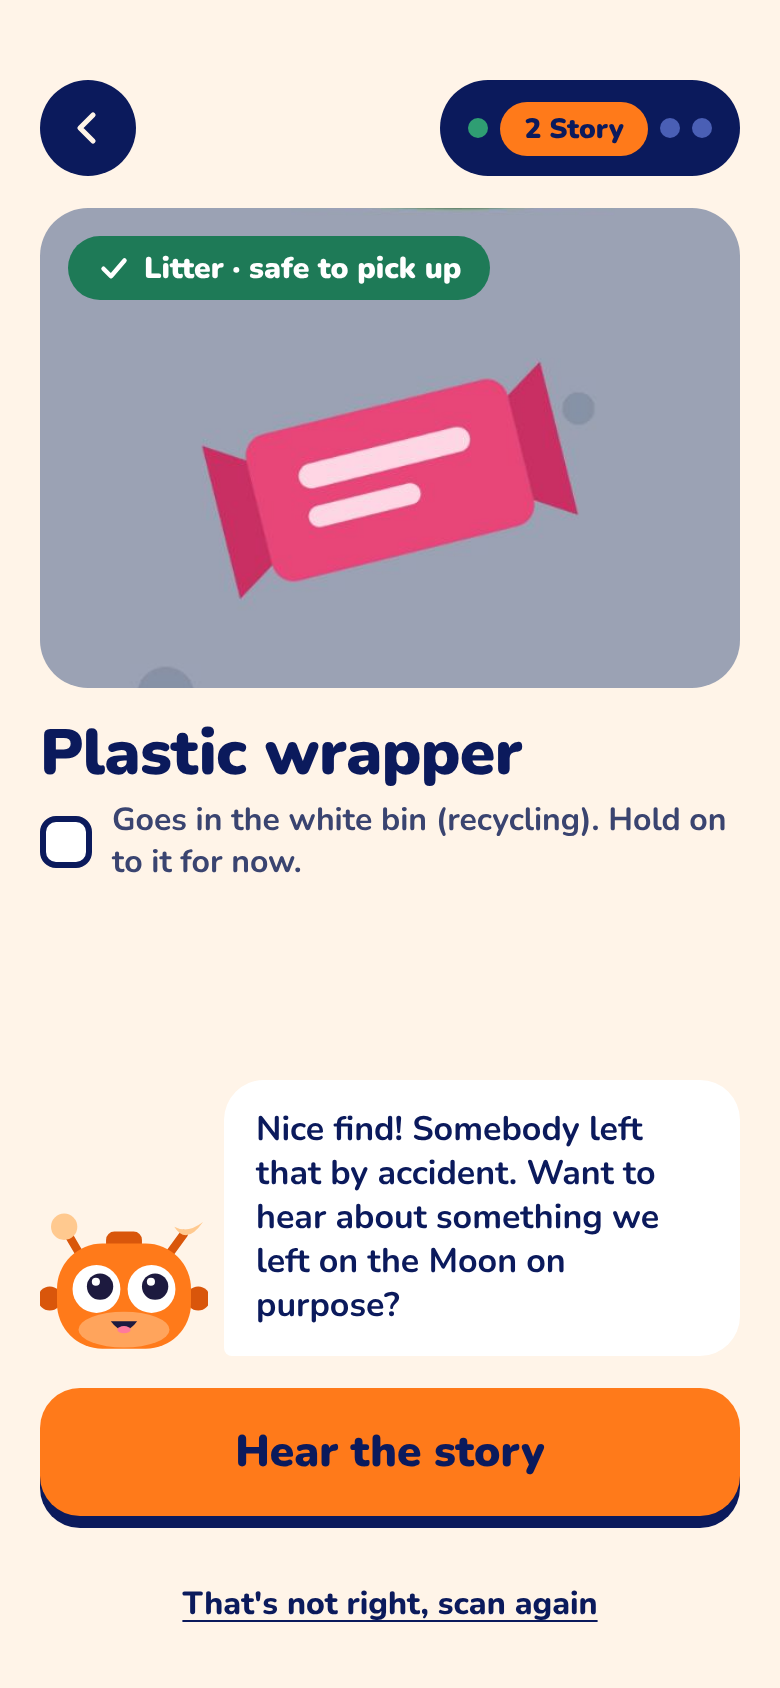 2 Story
Litter · safe to pick up
Plastic wrapper
Goes in the white bin (recycling). Hold on
to it for now.
Nice find! Somebody left
that by accident. Want to
hear about something we
left on the Moon on
purpose?
Hear the story
That's not right, scan again